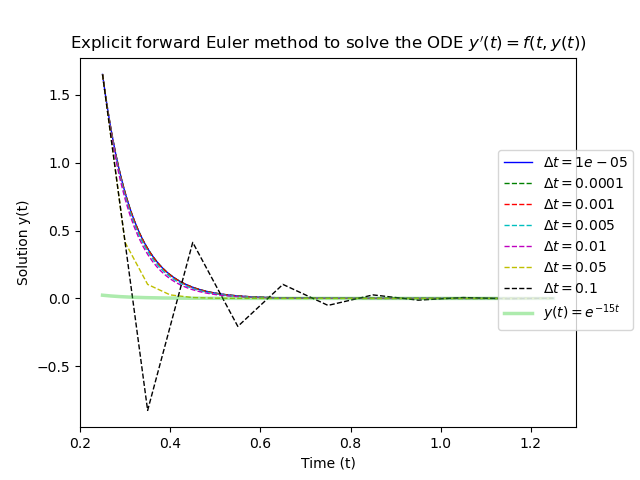 Explicit forward Euler method to solve the ODE y′(t) = f(t, y(t))
Solution y(t)
1.5
1.0
0.5
0.0
−0.5
0.2 0.4 0.6 0.8 1.0 1.2
Time (t)
Δt = 1e − 05
Δt = 0.0001
Δt = 0.001
Δt = 0.005
Δt = 0.01
Δt = 0.05
Δt = 0.1
y(t) = e⁻¹⁵ᵗ